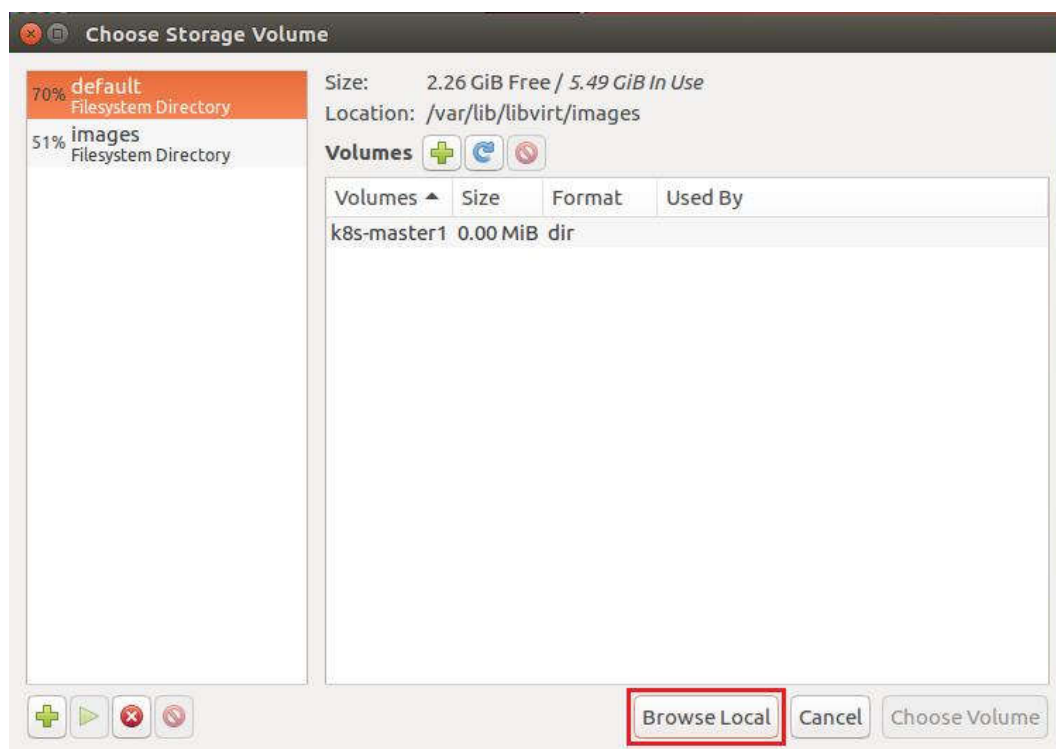 Choose Storage Volume
70% default
Filesystem Directory
51% images
Filesystem Directory
Size: 2.26 GiB Free / 5.49 GiB In Use
Location: /var/lib/libvirt/images
Volumes
Volumes Size Format Used By
k8s-master1 0.00 MiB dir
Browse Local Cancel Choose Volume